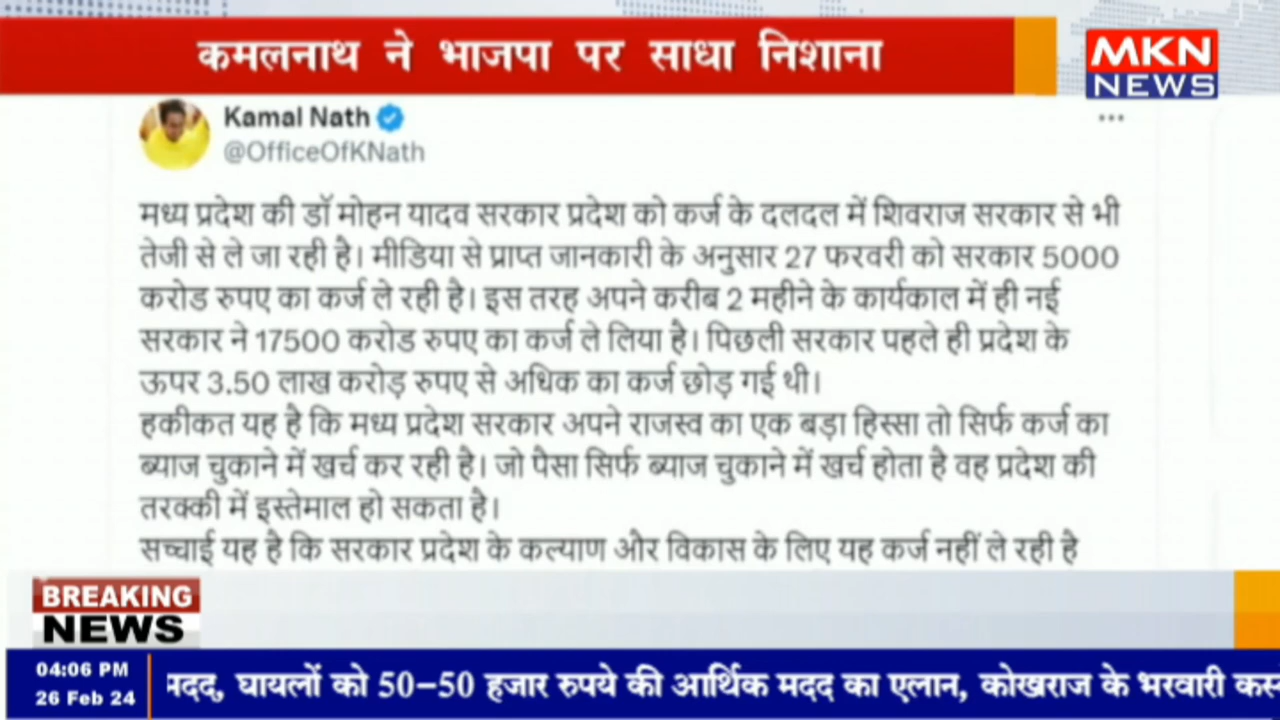 कमलनाथ ने भाजपा पर साधा निशाना
MKN
NEWS
Kamal Nath
@OfficeOfKNath
मध्य प्रदेश की डॉ मोहन यादव सरकार प्रदेश को कर्ज के दलदल में शिवराज सरकार से भी
तेजी से ले जा रही है। मीडिया से प्राप्त जानकारी के अनुसार 27 फरवरी को सरकार 5000
करोड रुपए का कर्ज ले रही है। इस तरह अपने करीब 2 महीने के कार्यकाल में ही नई
सरकार ने 17500 करोड रुपए का कर्ज ले लिया है। पिछली सरकार पहले ही प्रदेश के
ऊपर 3.50 लाख करोड़ रुपए से अधिक का कर्ज छोड़ गई थी।
हकीकत यह है कि मध्य प्रदेश सरकार अपने राजस्व का एक बड़ा हिस्सा तो सिर्फ कर्ज का
ब्याज चुकाने में खर्च कर रही है। जो पैसा सिर्फ ब्याज चुकाने में खर्च होता है वह प्रदेश की
तरक्की में इस्तेमाल हो सकता है।
सच्चाई यह है कि सरकार प्रदेश के कल्याण और विकास के लिए यह कर्ज नहीं ले रही है
BREAKING
NEWS
04:06 PM
26 Feb 24
मदद, घायलों को 50-50 हजार रुपये की आर्थिक मदद का एलान, कोखराज के भरवारी